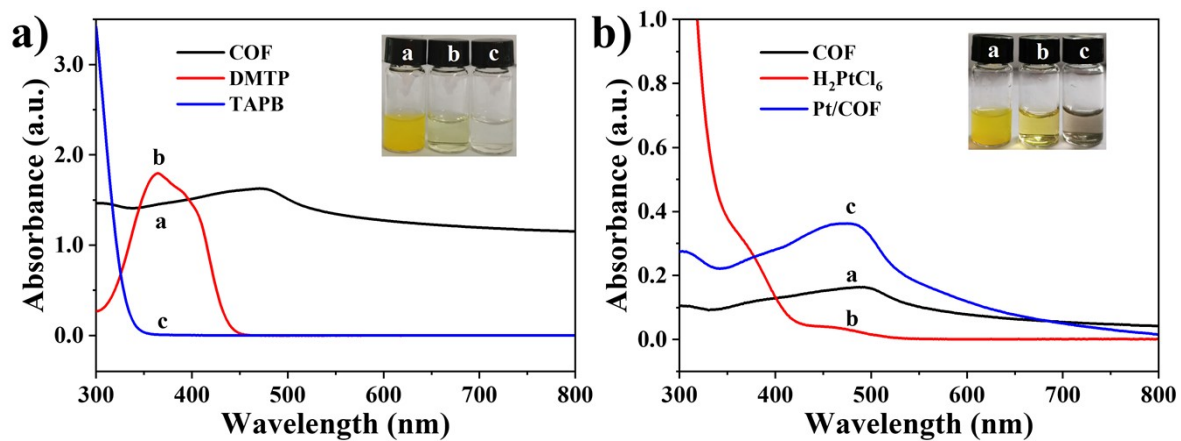 a)
COF
DMTP
TAPB
a b c
3.0
2.0
1.0
0.0
b
a
c
300 400 500 600 700 800
Wavelength (nm)
Absorbance (a.u.)
b)
COF
H₂PtCl₆
Pt/COF
a b c
1.0
0.8
0.6
0.4
0.2
0.0
c
a
b
300 400 500 600 700 800
Wavelength (nm)
Absorbance (a.u.)